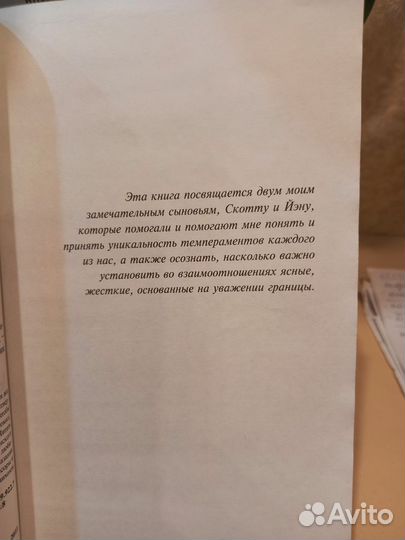 Эта книга посвящается двум моим
замечательным сыновьям, Скотту и Йэну,
которые помогали и помогают мне понять и
принять уникальность темпераментов каждого
из нас, а также осознать, насколько важно
установить во взаимоотношениях ясные,
жесткие, основанные на уважении границы.
Avito